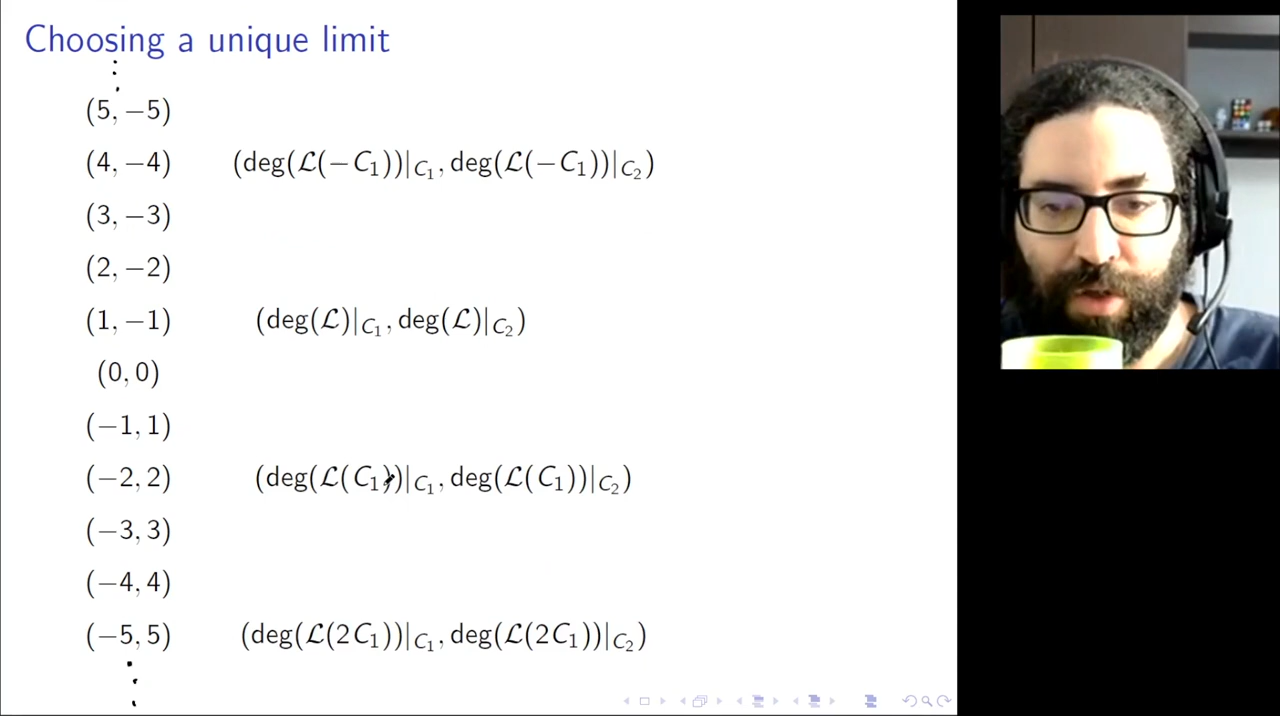 Choosing a unique limit
(5, −5)
(4, −4) (deg(ℒ(−C₁))|_{C₁}, deg(ℒ(−C₁))|_{C₂})
(3, −3)
(2, −2)
(1, −1) (deg(ℒ)|_{C₁}, deg(ℒ)|_{C₂})
(0, 0)
(−1, 1)
(−2, 2) (deg(ℒ(C₁))|_{C₁}, deg(ℒ(C₁))|_{C₂})
(−3, 3)
(−4, 4)
(−5, 5) (deg(ℒ(2C₁))|_{C₁}, deg(ℒ(2C₁))|_{C₂})